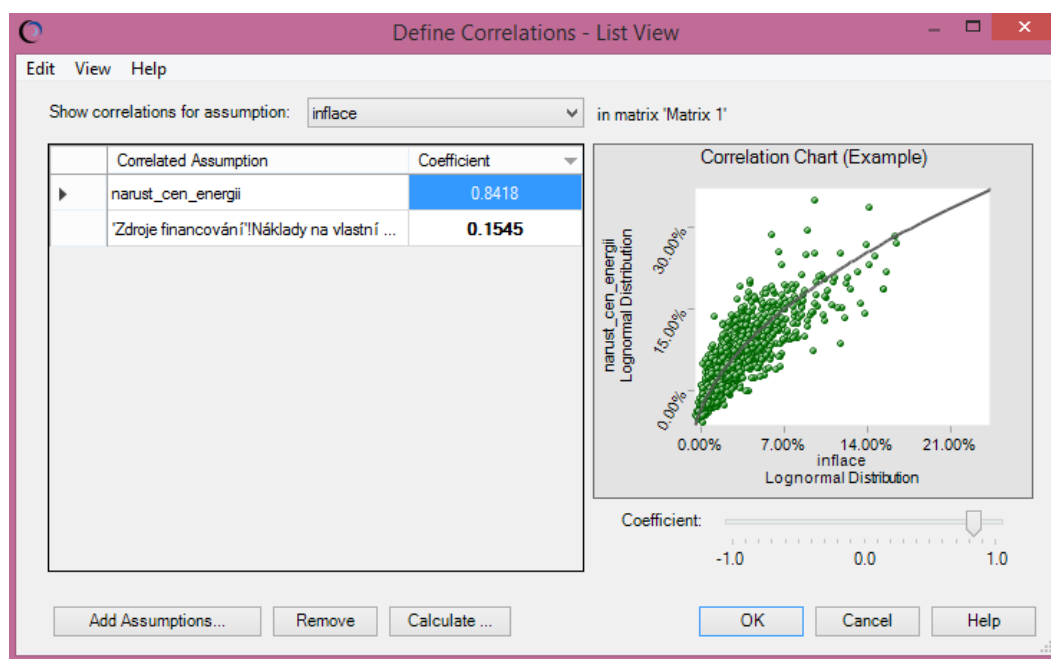 Define Correlations - List View
Edit View Help
Show correlations for assumption: inflace in matrix 'Matrix 1'
Correlated Assumption Coefficient
narust_cen_energii 0.8418
'Zdroje financování'!Náklady na vlastní ... 0.1545
Correlation Chart (Example)
narust_cen_energii
Lognormal Distribution
30.00%
15.00%
0.00%
0.00% 7.00% 14.00% 21.00%
inflace
Lognormal Distribution
Coefficient:
-1.0 0.0 1.0
Add Assumptions... Remove Calculate ... OK Cancel Help